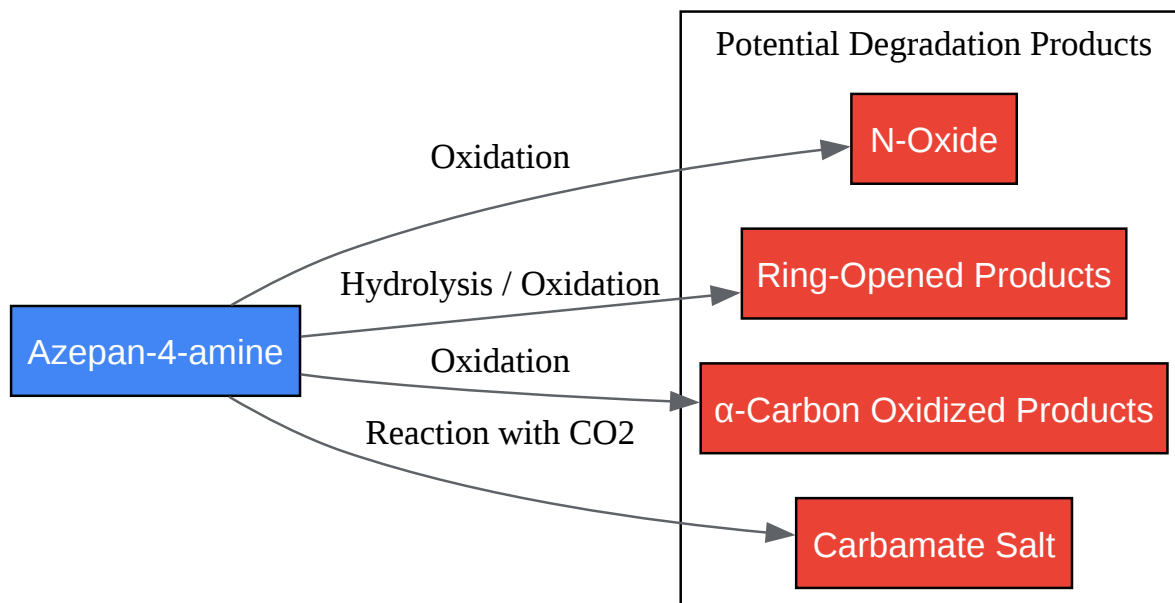 Potential Degradation Products
N-Oxide
Oxidation
Ring-Opened Products
Hydrolysis / Oxidation
Azepan-4-amine
Oxidation
α-Carbon Oxidized Products
Reaction with CO2
Carbamate Salt